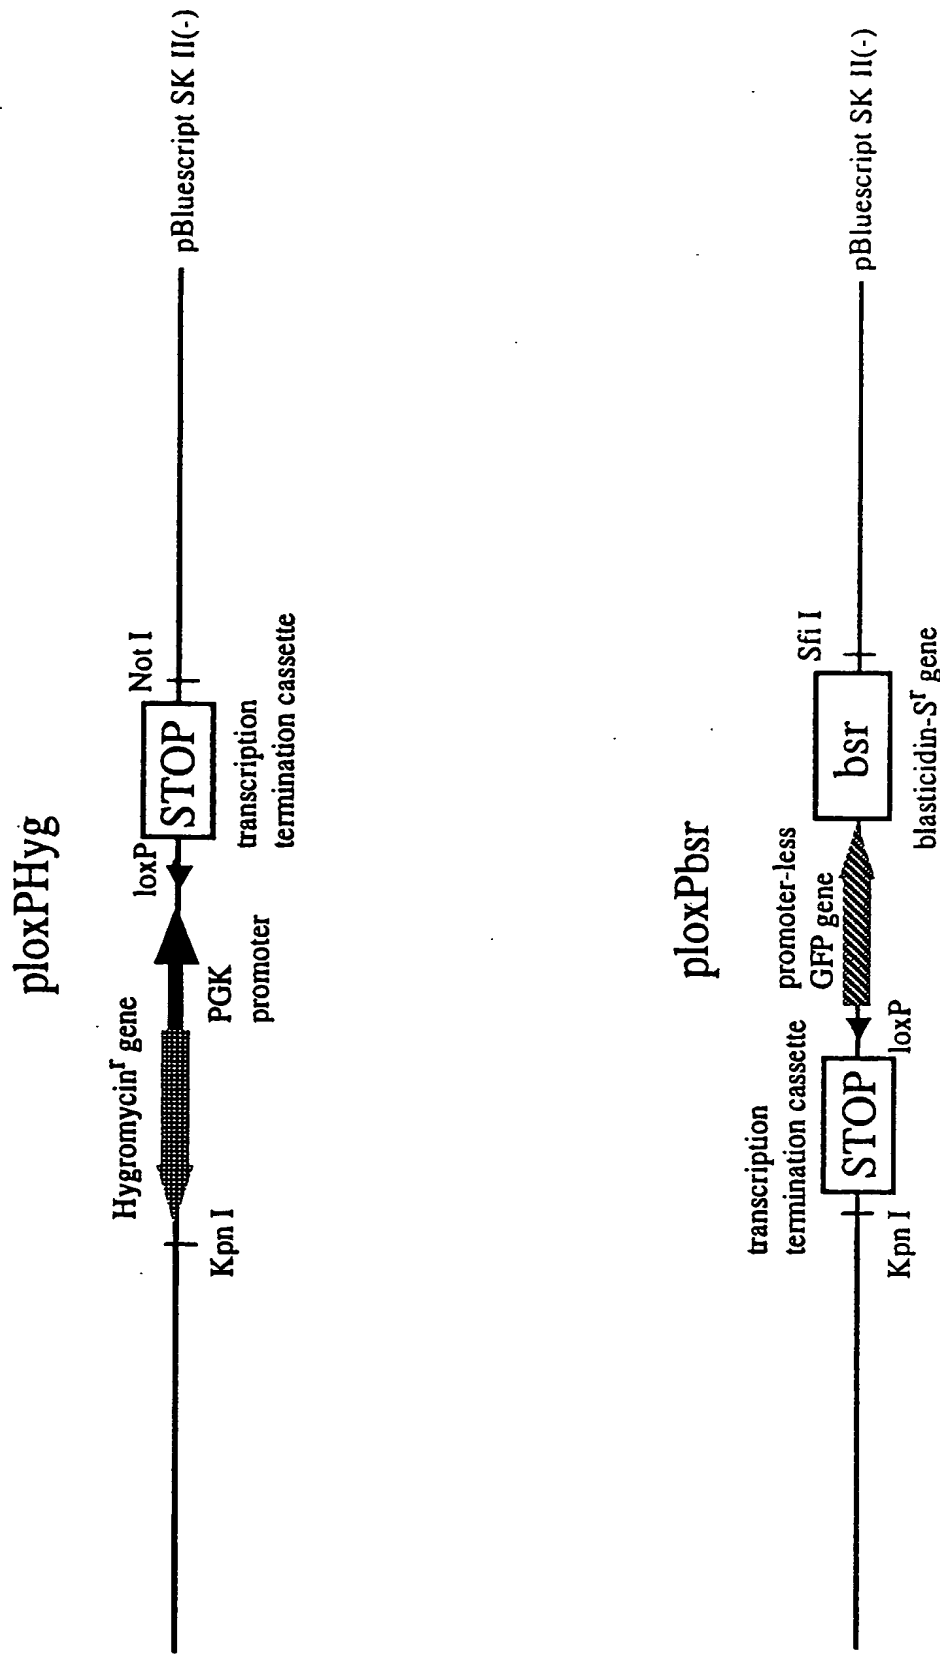 ploxPHyg
Hygromycinʳ gene
loxP
Not I
STOP
Kpn I
PGK
promoter
transcription
termination cassette
pBluescript SK II(-)
ploxPbsr
transcription
termination cassette
promoter-less
GFP gene
Sfi I
STOP
bsr
Kpn I
loxP
blasticidin-Sʳ gene
pBluescript SK II(-)